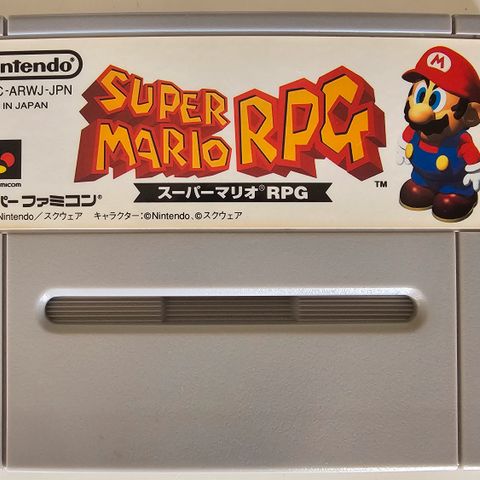 intendo
C-ARWJ-JPN
IN JAPAN
SUPER
MARIO RPG
スーパーマリオ® RPG
TM
amicom
パーファミコン
Nintendo／スクウェア キャラクター：©Nintendo、©スクウェア